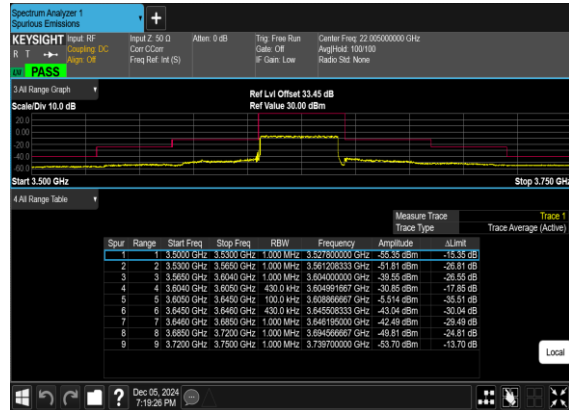 Spectrum Analyzer 1
Spurious Emissions
KEYSIGHT Input: RF Input Z: 50 Ω Atten: 0 dB Trig: Free Run Center Freq: 22.005000000 GHz
R T Coupling: DC Corr CCorr Gate: Off Avg|Hold: 100/100
Align: Off Freq Ref: Int (S) IF Gain: Low Radio Std: None
PASS
3 All Range Graph
Ref Lvl Offset 33.45 dB
Scale/Div 10.0 dB Ref Value 30.00 dBm
20.0
0.00
-20.0
-40.0
-60.0
Start 3.500 GHz Stop 3.750 GHz
4 All Range Table
Measure Trace Trace 1
Trace Type Trace Average (Active)
Spur Range Start Freq Stop Freq RBW Frequency Amplitude ΔLimit
1 1 3.5000 GHz 3.5300 GHz 1.000 MHz 3.527800000 GHz -55.35 dBm -15.35 dB
2 2 3.5300 GHz 3.5650 GHz 1.000 MHz 3.561208333 GHz -51.81 dBm -26.81 dB
3 3 3.5650 GHz 3.6040 GHz 1.000 MHz 3.604000000 GHz -39.55 dBm -26.55 dB
4 4 3.6040 GHz 3.6050 GHz 430.0 kHz 3.604991667 GHz -30.85 dBm -17.85 dB
5 5 3.6050 GHz 3.6450 GHz 100.0 kHz 3.608866667 GHz -5.514 dBm -35.51 dB
6 6 3.6450 GHz 3.6460 GHz 430.0 kHz 3.645508333 GHz -43.04 dBm -30.04 dB
7 7 3.6460 GHz 3.6850 GHz 1.000 MHz 3.646195000 GHz -42.49 dBm -29.49 dB
8 8 3.6850 GHz 3.7200 GHz 1.000 MHz 3.694566667 GHz -49.81 dBm -24.81 dB
9 9 3.7200 GHz 3.7500 GHz 1.000 MHz 3.739700000 GHz -53.70 dBm -13.70 dB
Local
Dec 05, 2024
7:19:26 PM